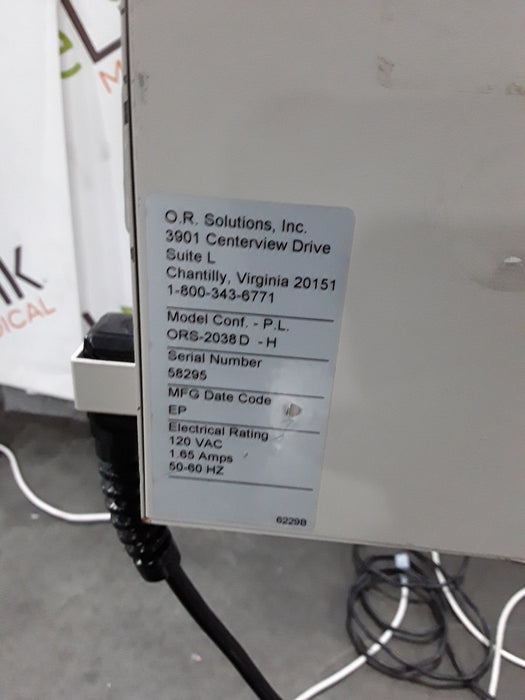 O.R. Solutions, Inc.
3901 Centerview Drive
Suite L
Chantilly, Virginia 20151
1-800-343-6771
Model Conf. - P.L.
ORS-2038D - H
Serial Number
58295
MFG Date Code
EP
Electrical Rating
120 VAC
1.65 Amps
50-60 HZ
62298